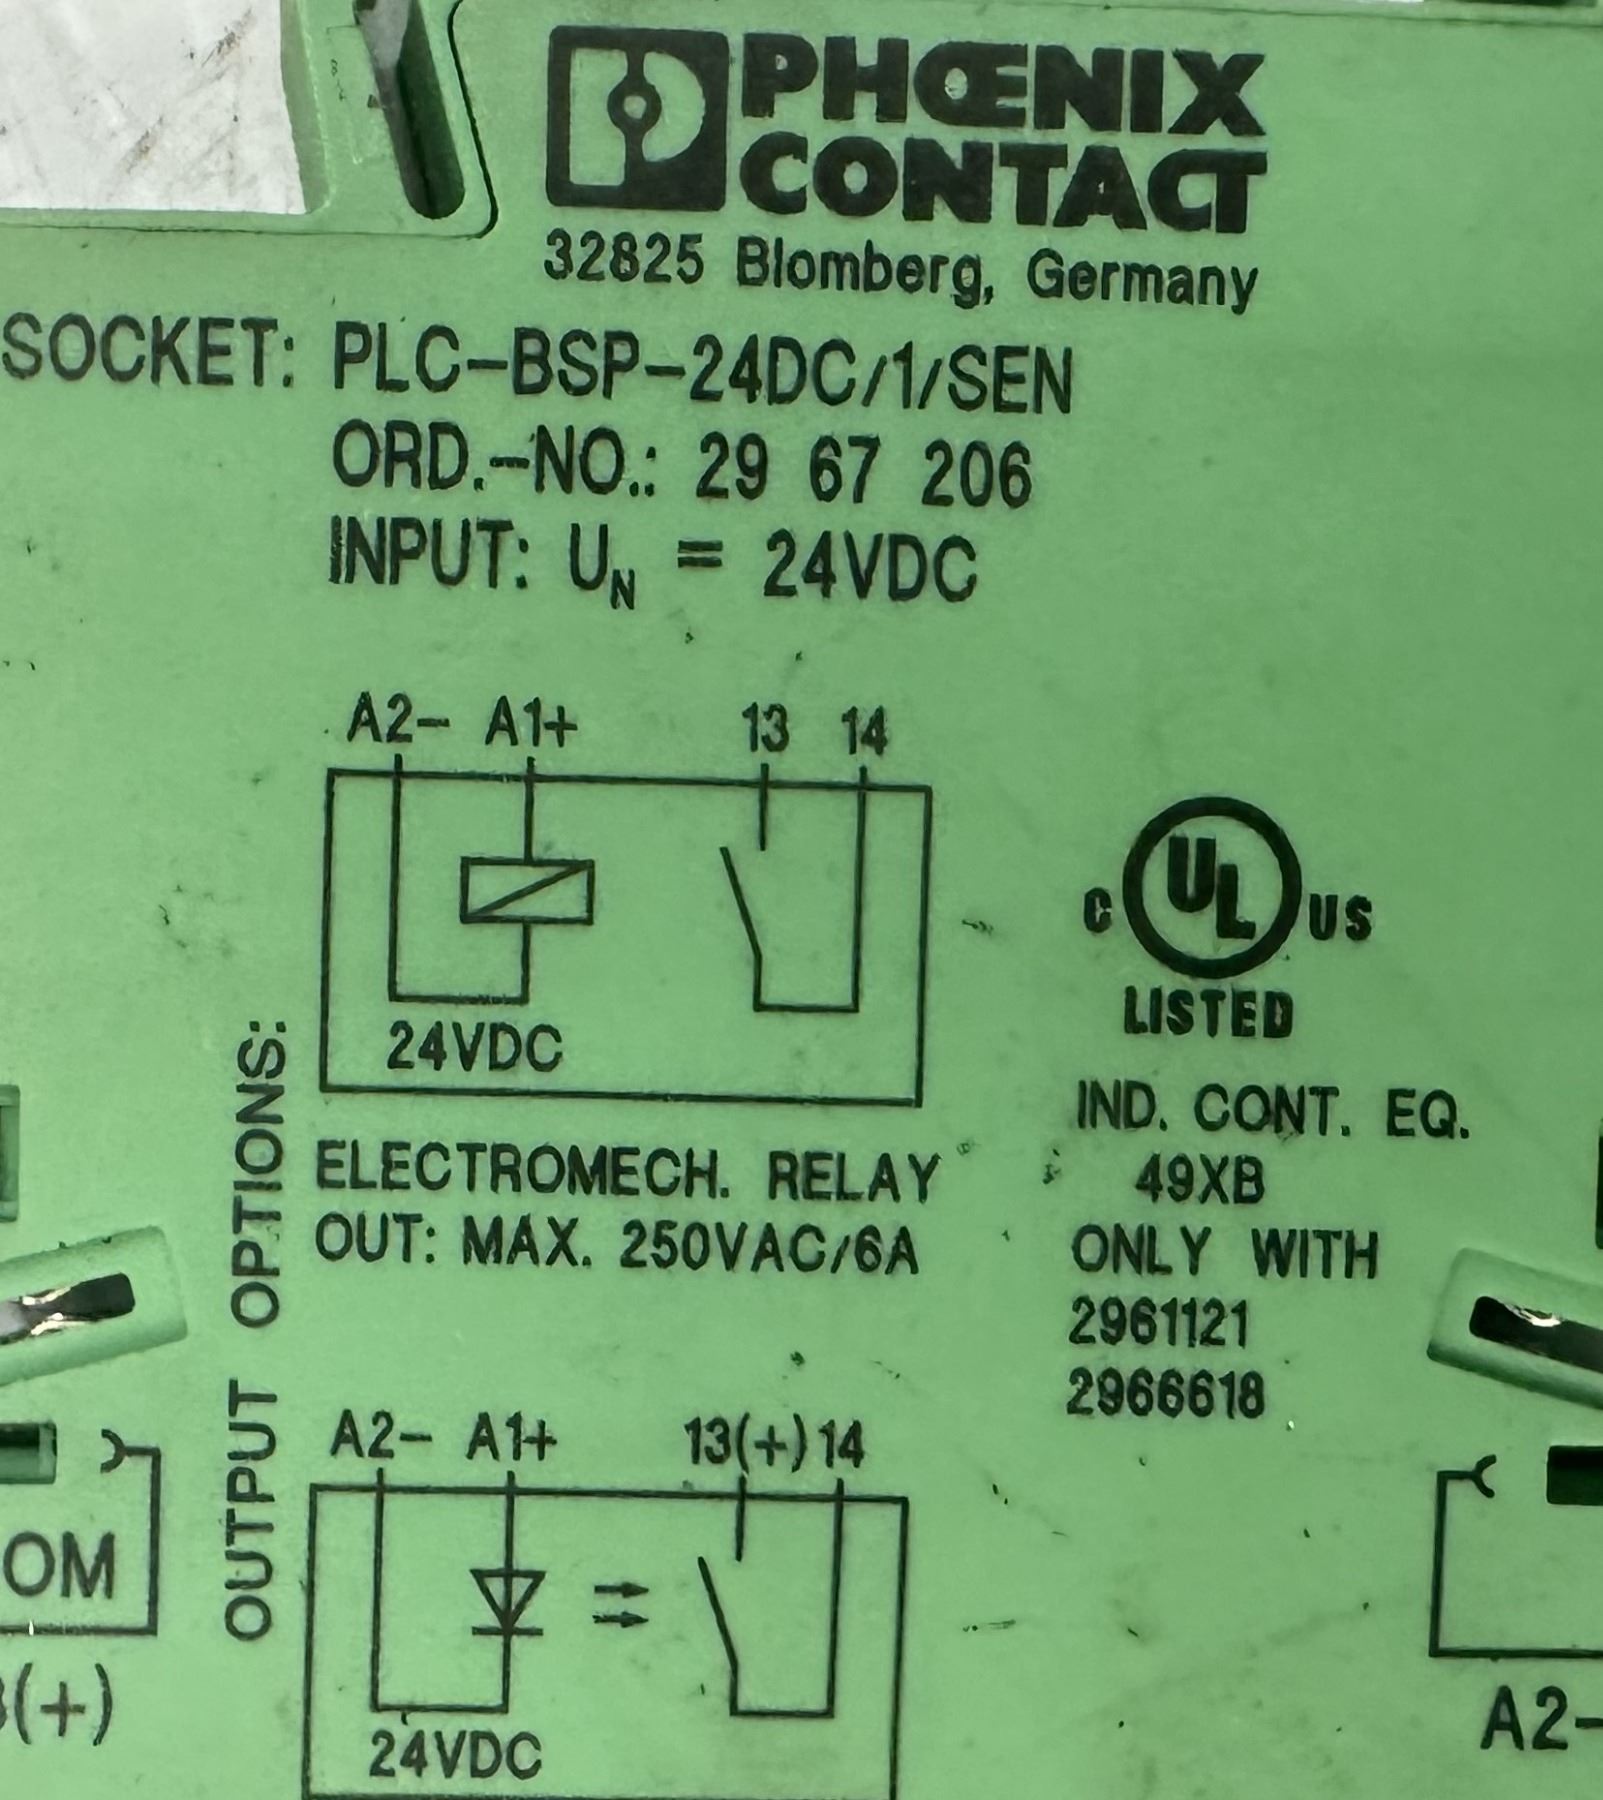 PHŒNIX
CONTACT
32825 Blomberg, Germany
SOCKET: PLC-BSP-24DC/1/SEN
ORD.-NO.: 29 67 206
INPUT: UN = 24VDC
A2- A1+ 13 14
24VDC
C UL US
LISTED
OUTPUT OPTIONS:
ELECTROMECH. RELAY
OUT: MAX. 250VAC/6A
IND. CONT. EQ.
49XB
ONLY WITH
2961121
2966618
A2- A1+ 13(+) 14
24VDC
OM
(+)
A2-